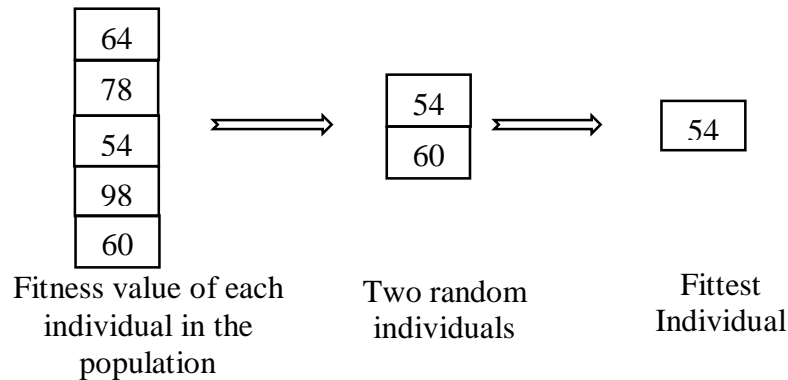 64
78
54
98
60
54
60
54
Fitness value of each
individual in the
population
Two random
individuals
Fittest
Individual